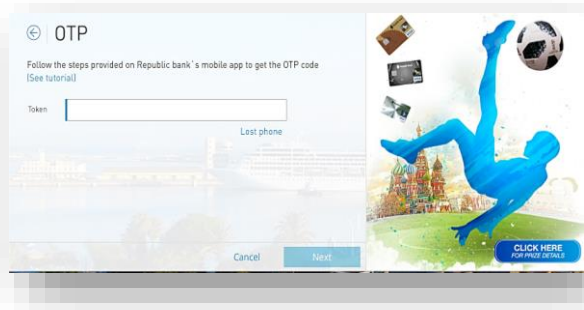 OTP
Follow the steps provided on Republic bank`s mobile app to get the OTP code
(See tutorial)
Token
Lost phone
Cancel
Next
CLICK HERE
FOR PRIZE DETAILS